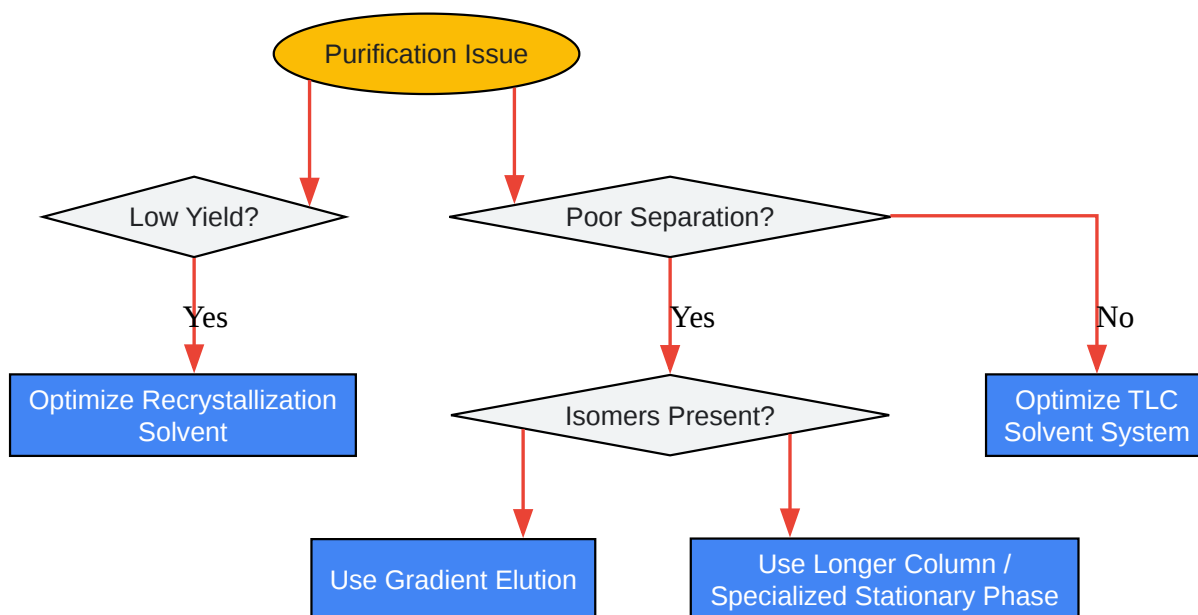 Purification Issue
Low Yield?
Poor Separation?
Yes
Yes
No
Optimize Recrystallization
Solvent
Isomers Present?
Optimize TLC
Solvent System
Use Gradient Elution
Use Longer Column /
Specialized Stationary Phase